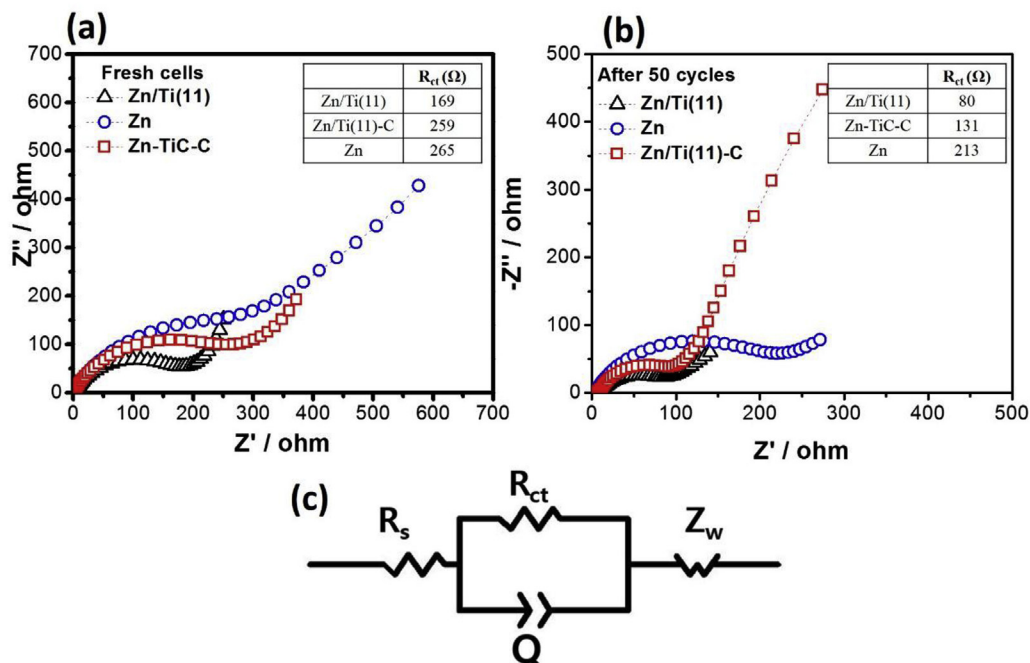 (a)
700
600
500
400
300
200
100
0
Z'' / ohm
Fresh cells
Zn/Ti(11)
Zn
Zn-TiC-C
Rct (Ω)
Zn/Ti(11) 169
Zn/Ti(11)-C 259
Zn 265
0 100 200 300 400 500 600 700
Z' / ohm
(b)
500
400
300
200
100
0
-Z'' / ohm
After 50 cycles
Zn/Ti(11)
Zn
Zn/Ti(11)-C
Rct (Ω)
Zn/Ti(11) 80
Zn-TiC-C 131
Zn 213
0 100 200 300 400 500
Z' / ohm
(c)
Rs
Rct
Q
Zw